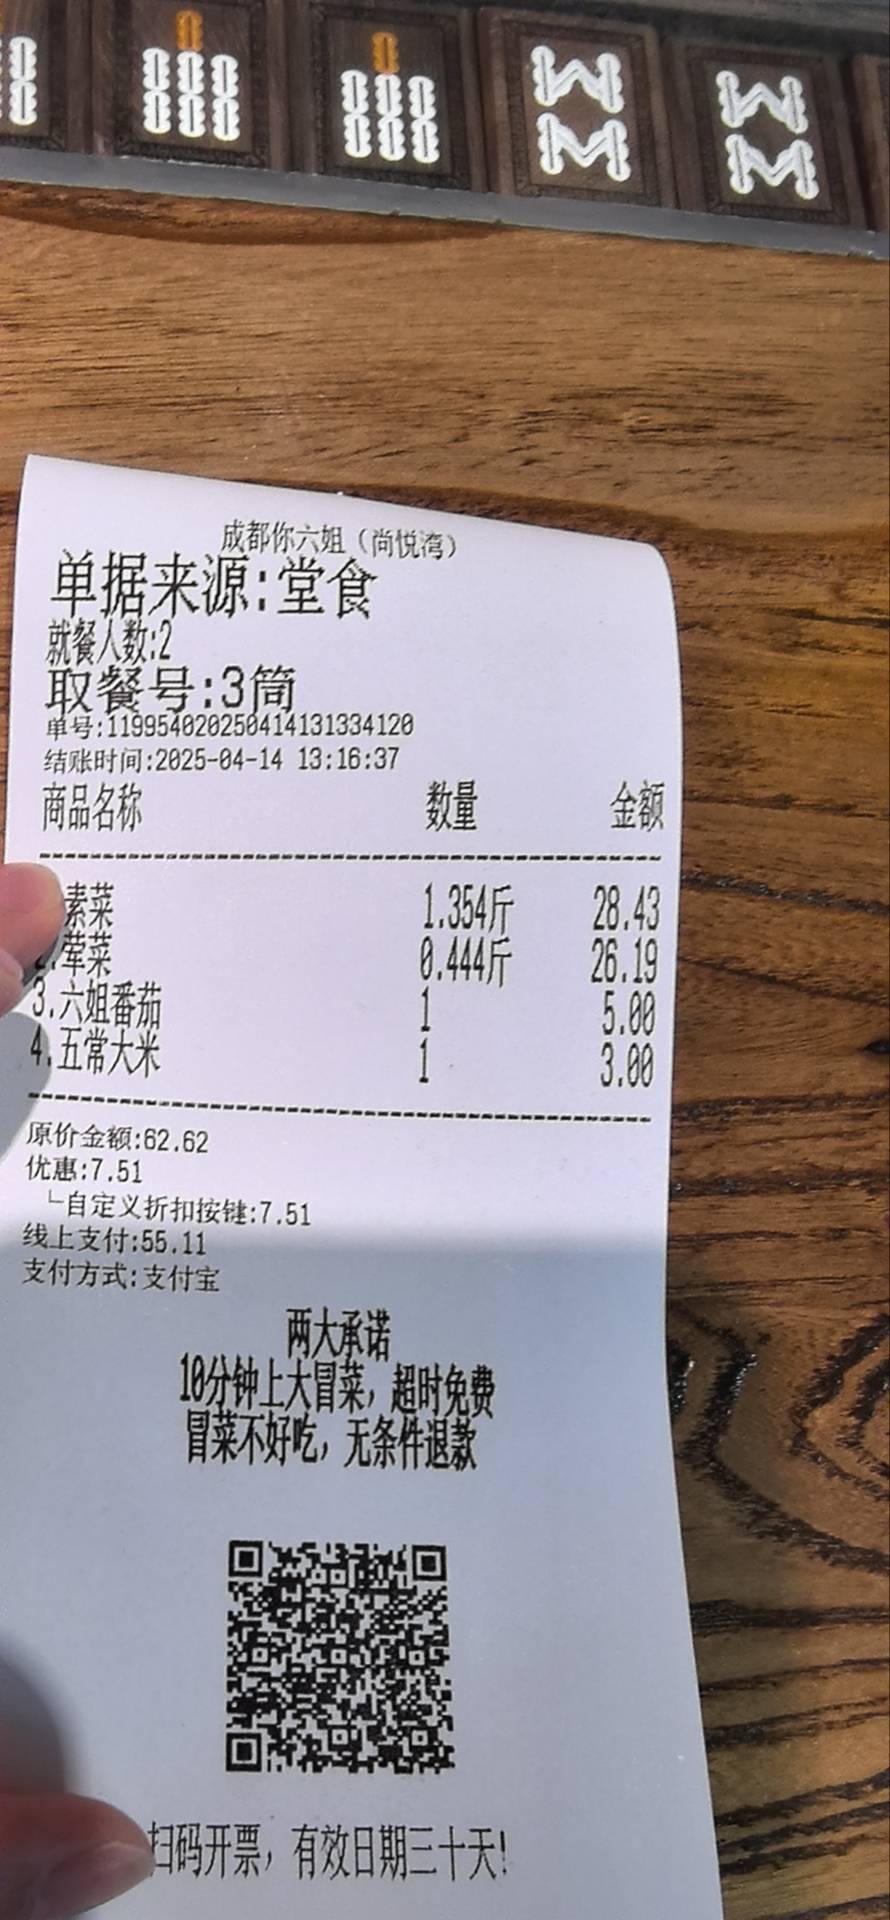 成都你六姐（尚悦湾）
单据来源:堂食
就餐人数:2
取餐号:3筒
单号:11995402025041413133​4120
结账时间:2025-04-14 13:16:37
商品名称 数量 金额
素菜 1.354斤 28.43
2.荤菜 0.444斤 26.19
3.六姐番茄 1 5.00
4.五常大米 1 3.00
原价金额:62.62
优惠:7.51
└自定义折扣按键:7.51
线上支付:55.11
支付方式:支付宝
两大承诺
10分钟上大冒菜，超时免费
冒菜不好吃，无条件退款
扫码开票，有效日期三十天!